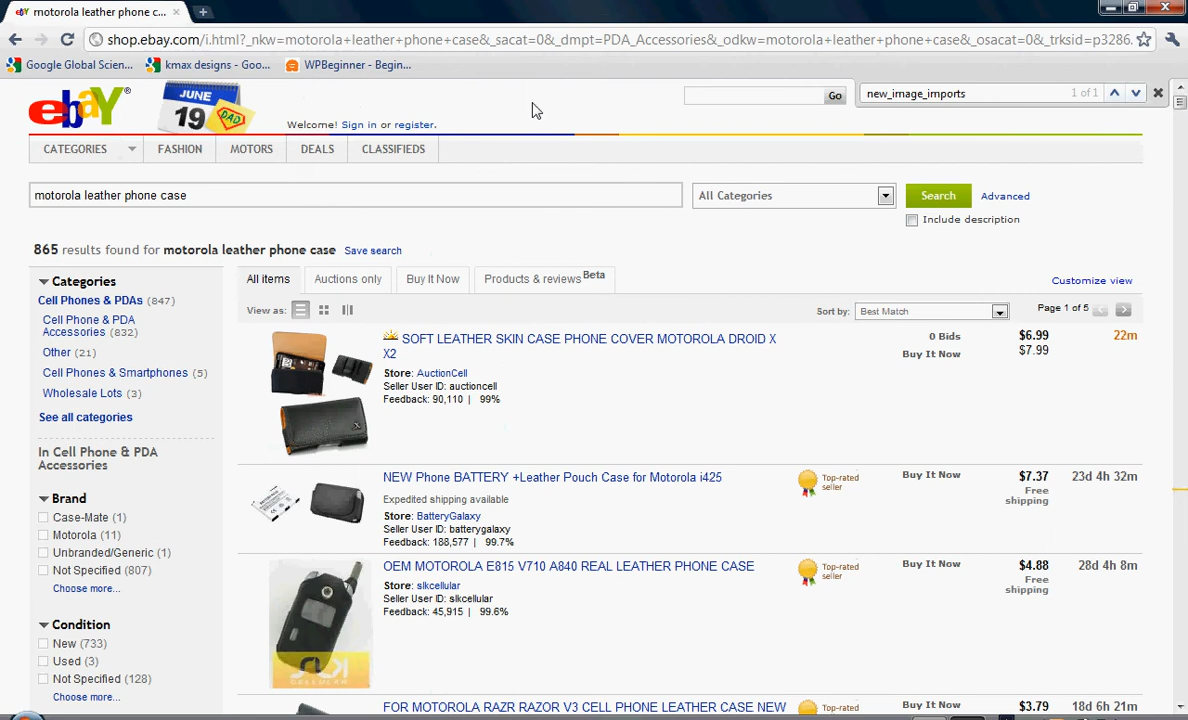 motorola leather phone c...
shop.ebay.com/i.html?_nkw=motorola+leather+phone+case&_sacat=0&_dmpt=PDA_Accessories&_odkw=motorola+leather+phone+case&_osacat=0&_trksid=p3286.
Google Global Scien... kmax designs - Goo... WPBeginner - Begin...
new_image_imports 1 of 1
ebay®
JUNE
19 DAD
Welcome! Sign in or register.
Go
CATEGORIES FASHION MOTORS DEALS CLASSIFIEDS
motorola leather phone case All Categories Search Advanced
Include description
865 results found for motorola leather phone case Save search
Categories
Cell Phones & PDAs (847)
Cell Phone & PDA
Accessories (832)
Other (21)
Cell Phones & Smartphones (5)
Wholesale Lots (3)
See all categories
In Cell Phone & PDA
Accessories
Brand
Case-Mate (1)
Motorola (11)
Unbranded/Generic (1)
Not Specified (807)
Choose more...
Condition
New (733)
Used (3)
Not Specified (128)
Choose more...
All items Auctions only Buy It Now Products & reviews Beta
Customize view
View as: Sort by: Best Match Page 1 of 5
SOFT LEATHER SKIN CASE PHONE COVER MOTOROLA DROID X
X2
Store: AuctionCell
Seller User ID: auctioncell
Feedback: 90,110 | 99%
0 Bids $6.99 22m
Buy It Now $7.99
NEW Phone BATTERY +Leather Pouch Case for Motorola i425
Expedited shipping available
Store: BatteryGalaxy
Seller User ID: batterygalaxy
Feedback: 188,577 | 99.7%
Top-rated
seller
Buy It Now $7.37 23d 4h 32m
Free
shipping
OEM MOTOROLA E815 V710 A840 REAL LEATHER PHONE CASE
Store: slkcellular
Seller User ID: slkcellular
Feedback: 45,915 | 99.6%
Top-rated
seller
Buy It Now $4.88 28d 4h 8m
Free
shipping
FOR MOTOROLA RAZR RAZOR V3 CELL PHONE LEATHER CASE NEW
Top-rated
Buy It Now $3.79 18d 6h 21m